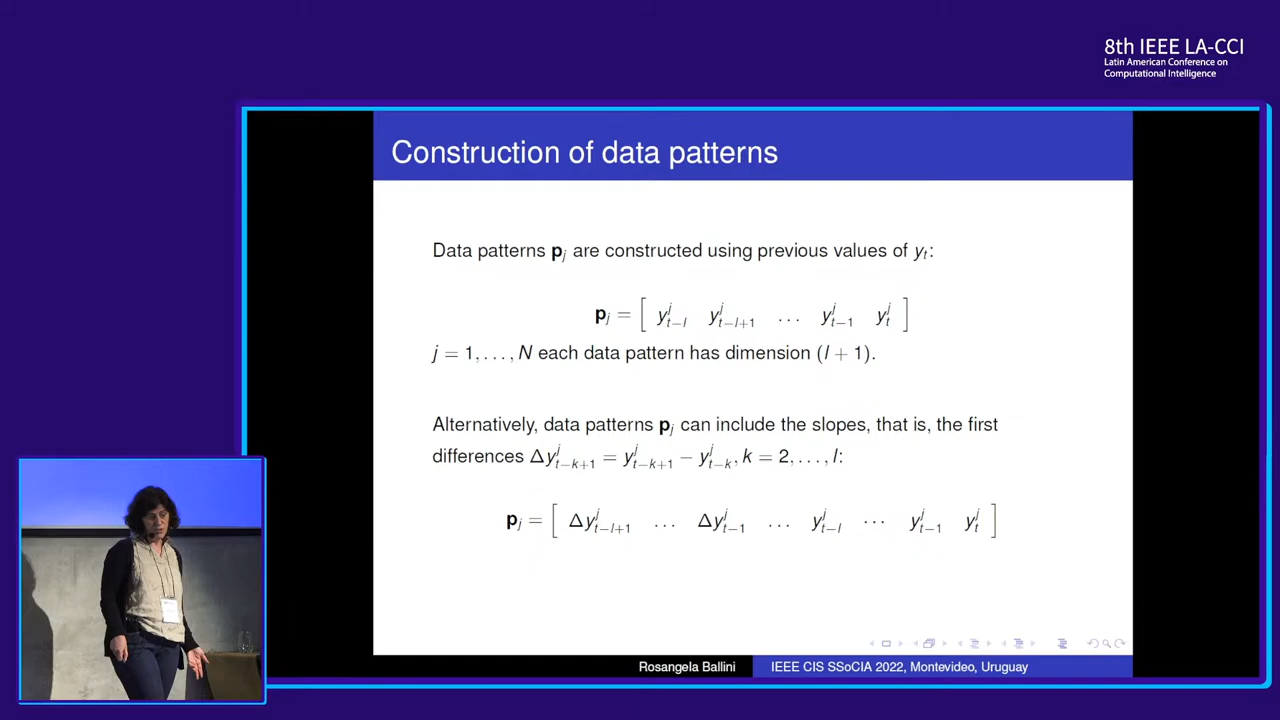 8th IEEE LA-CCI
Latin American Conference on
Computational Intelligence
Construction of data patterns
Data patterns p_j are constructed using previous values of y_t:
p_j = [ y^j_{t−l} y^j_{t−l+1} ... y^j_{t−1} y^j_t ]
j = 1, . . . , N each data pattern has dimension (l + 1).
Alternatively, data patterns p_j can include the slopes, that is, the first
differences Δy^j_{t−k+1} = y^j_{t−k+1} − y^j_{t−k}, k = 2, . . . , l:
p_j = [ Δy^j_{t−l+1} ... Δy^j_{t−1} ... y^j_{t−l} ⋯ y^j_{t−1} y^j_t ]
Rosangela Ballini
IEEE CIS SSoCIA 2022, Montevideo, Uruguay